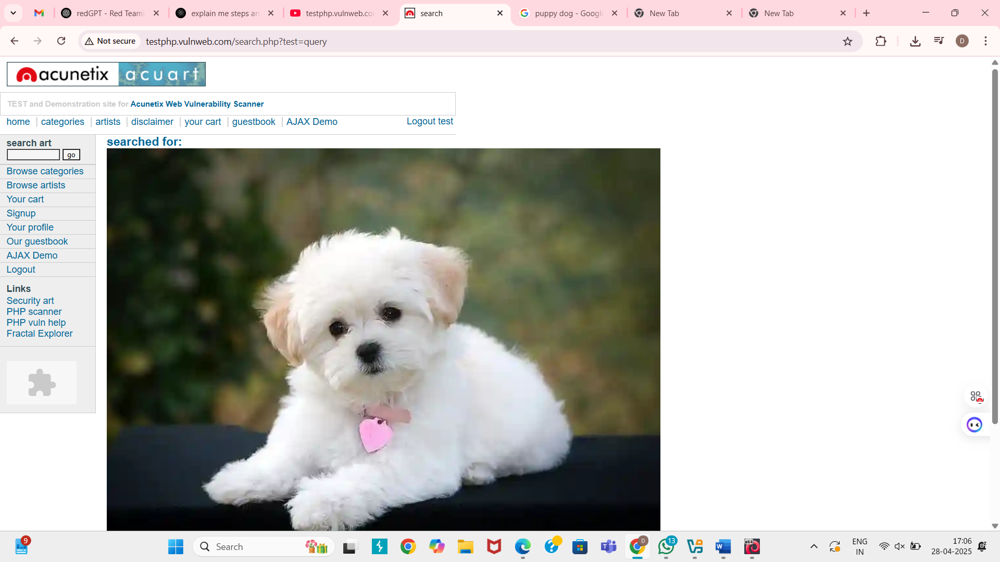 redGPT - Red Teami
explain me steps an
testphp.vulnweb.co
search
puppy dog - Google
New Tab
New Tab
Not secure
testphp.vulnweb.com/search.php?test=query
D
acunetix acuart
TEST and Demonstration site for Acunetix Web Vulnerability Scanner
home
categories
artists
disclaimer
your cart
guestbook
AJAX Demo
Logout test
search art
go
Browse categories
Browse artists
Your cart
Signup
Your profile
Our guestbook
AJAX Demo
Logout
Links
Security art
PHP scanner
PHP vuln help
Fractal Explorer
searched for:
9
Search
D
13
W
x64
ENG
IN
17:06
28-04-2025